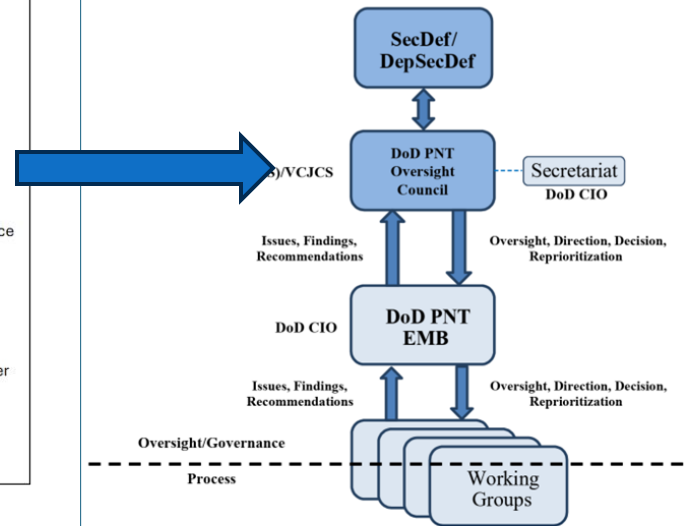 SecDef/
DepSecDef
DoD PNT
Oversight
Council
S)/VCJCS
Secretariat
DoD CIO
ce
Issues, Findings,
Recommendations
Oversight, Direction, Decision,
Reprioritization
DoD CIO
DoD PNT
EMB
er
Issues, Findings,
Recommendations
Oversight, Direction, Decision,
Reprioritization
Oversight/Governance
Process
Working
Groups